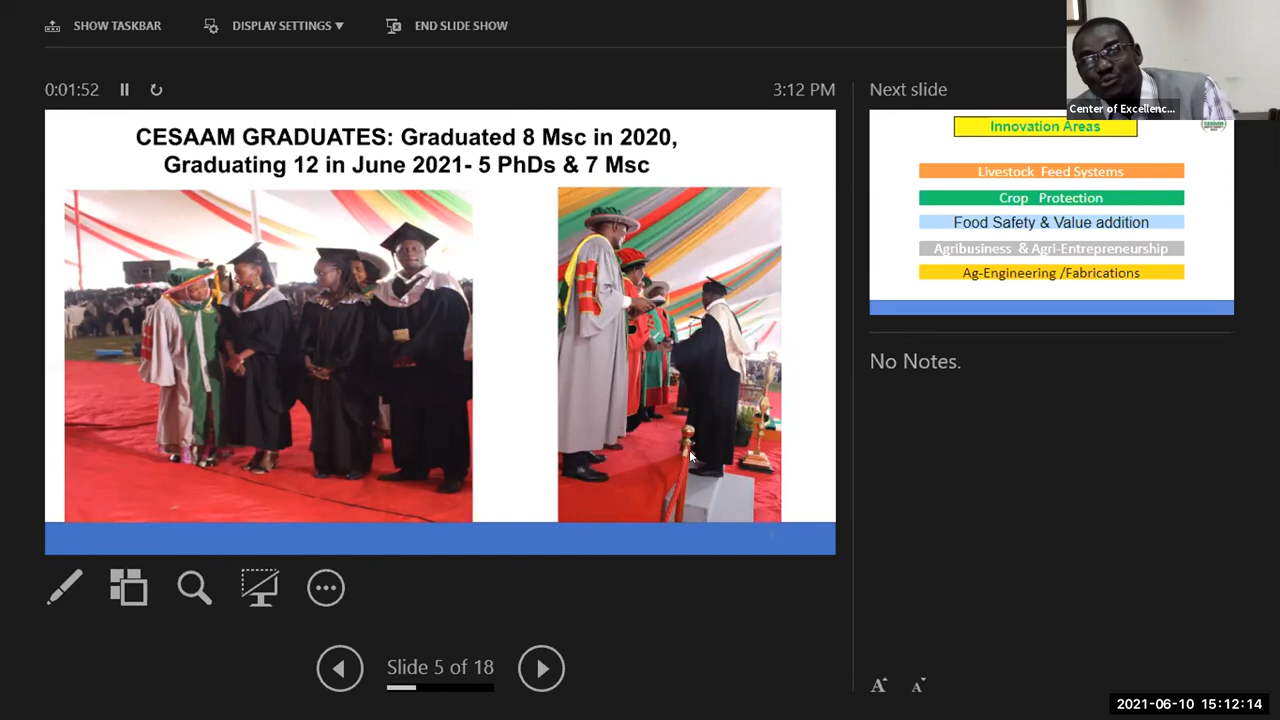 SHOW TASKBAR
DISPLAY SETTINGS ▼
END SLIDE SHOW
Center of Excellenc...
0:01:52
3:12 PM
CESAAM GRADUATES: Graduated 8 Msc in 2020,
Graduating 12 in June 2021- 5 PhDs & 7 Msc
Next slide
Innovation Areas
Livestock Feed Systems
Crop Protection
Food Safety & Value addition
Agribusiness & Agri-Entrepreneurship
Ag-Engineering /Fabrications
No Notes.
Slide 5 of 18
A A
2021-06-10 15:12:14